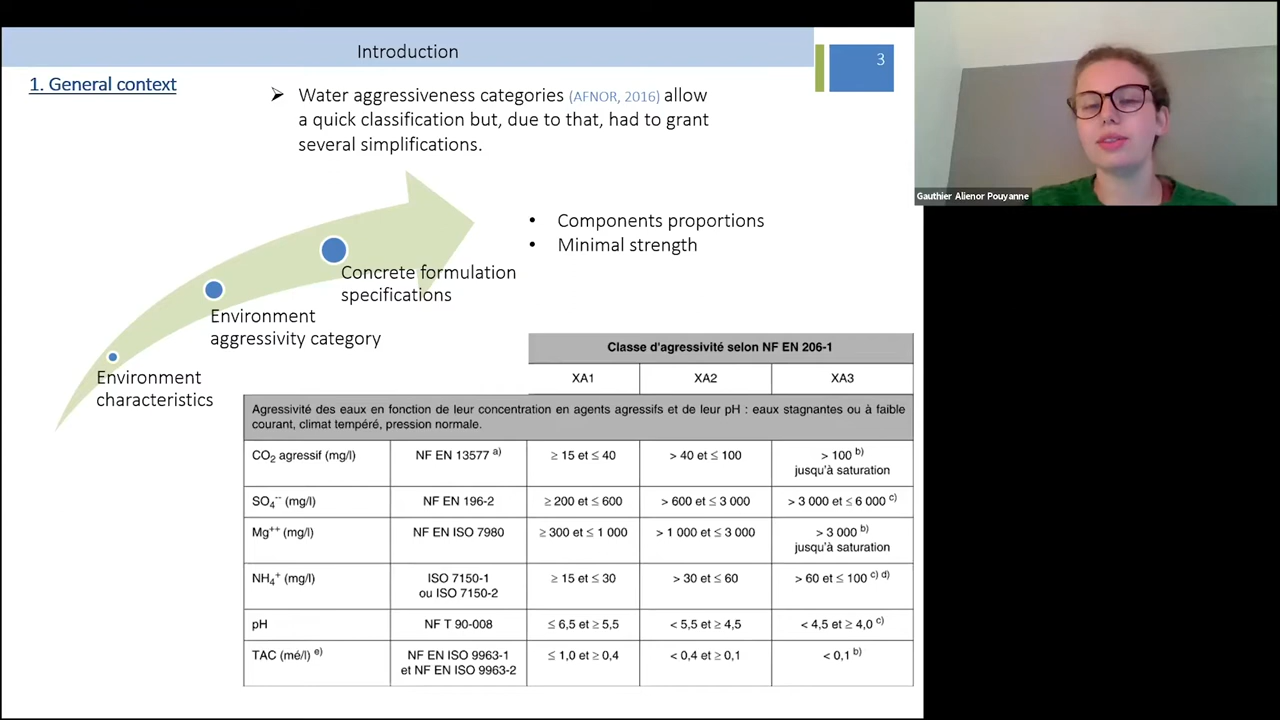 Introduction
3
1. General context
➢ Water aggressiveness categories (AFNOR, 2016) allow
a quick classification but, due to that, had to grant
several simplifications.
Gauthier Alienor Pouyanne
• Components proportions
• Minimal strength
Concrete formulation
specifications
Environment
aggressivity category
Environment
characteristics
Classe d'agressivité selon NF EN 206-1
XA1 XA2 XA3
Agressivité des eaux en fonction de leur concentration en agents agressifs et de leur pH : eaux stagnantes ou à faible
courant, climat tempéré, pression normale.
CO2 agressif (mg/l) NF EN 13577 a) ≥ 15 et ≤ 40 > 40 et ≤ 100 > 100 b)
jusqu'à saturation
SO4-- (mg/l) NF EN 196-2 ≥ 200 et ≤ 600 > 600 et ≤ 3 000 > 3 000 et ≤ 6 000 c)
Mg++ (mg/l) NF EN ISO 7980 ≥ 300 et ≤ 1 000 > 1 000 et ≤ 3 000 > 3 000 b)
jusqu'à saturation
NH4+ (mg/l) ISO 7150-1 ≥ 15 et ≤ 30 > 30 et ≤ 60 > 60 et ≤ 100 c) d)
ou ISO 7150-2
pH NF T 90-008 ≤ 6,5 et ≥ 5,5 < 5,5 et ≥ 4,5 < 4,5 et ≥ 4,0 c)
TAC (mé/l) e) NF EN ISO 9963-1 ≤ 1,0 et ≥ 0,4 < 0,4 et ≥ 0,1 < 0,1 b)
et NF EN ISO 9963-2